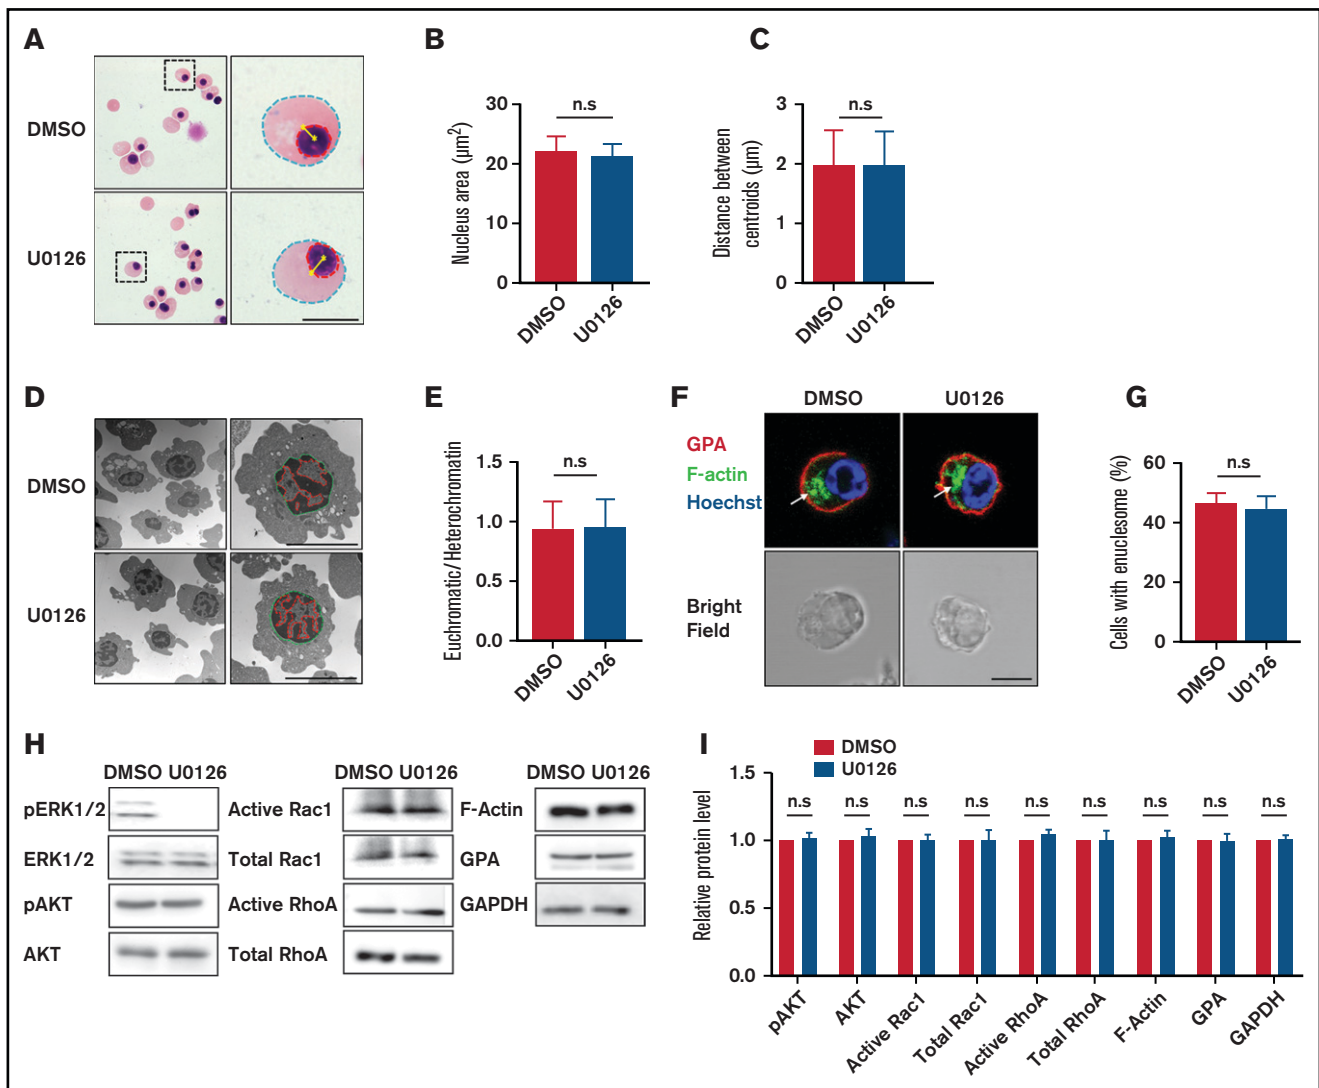 A
DMSO
U0126
B
Nucleus area (µm²)
30
20
10
0
n.s
DMSO
U0126
C
Distance between
centroids (µm)
3
2
1
0
n.s
DMSO
U0126
D
DMSO
U0126
E
Euchromatic/Heterochromatin
1.5
1.0
0.5
0.0
n.s
DMSO
U0126
F
DMSO
U0126
GPA
F-actin
Hoechst
Bright
Field
G
Cells with enuclesome (%)
60
40
20
0
n.s
DMSO
U0126
H
DMSO U0126
pERK1/2
ERK1/2
pAKT
AKT
DMSO U0126
Active Rac1
Total Rac1
Active RhoA
Total RhoA
DMSO U0126
F-Actin
GPA
GAPDH
I
DMSO
U0126
Relative protein level
1.5
1.0
0.5
0.0
n.s n.s n.s n.s n.s n.s n.s n.s n.s
pAKT
AKT
Active Rac1
Total Rac1
Active RhoA
Total RhoA
F-Actin
GPA
GAPDH